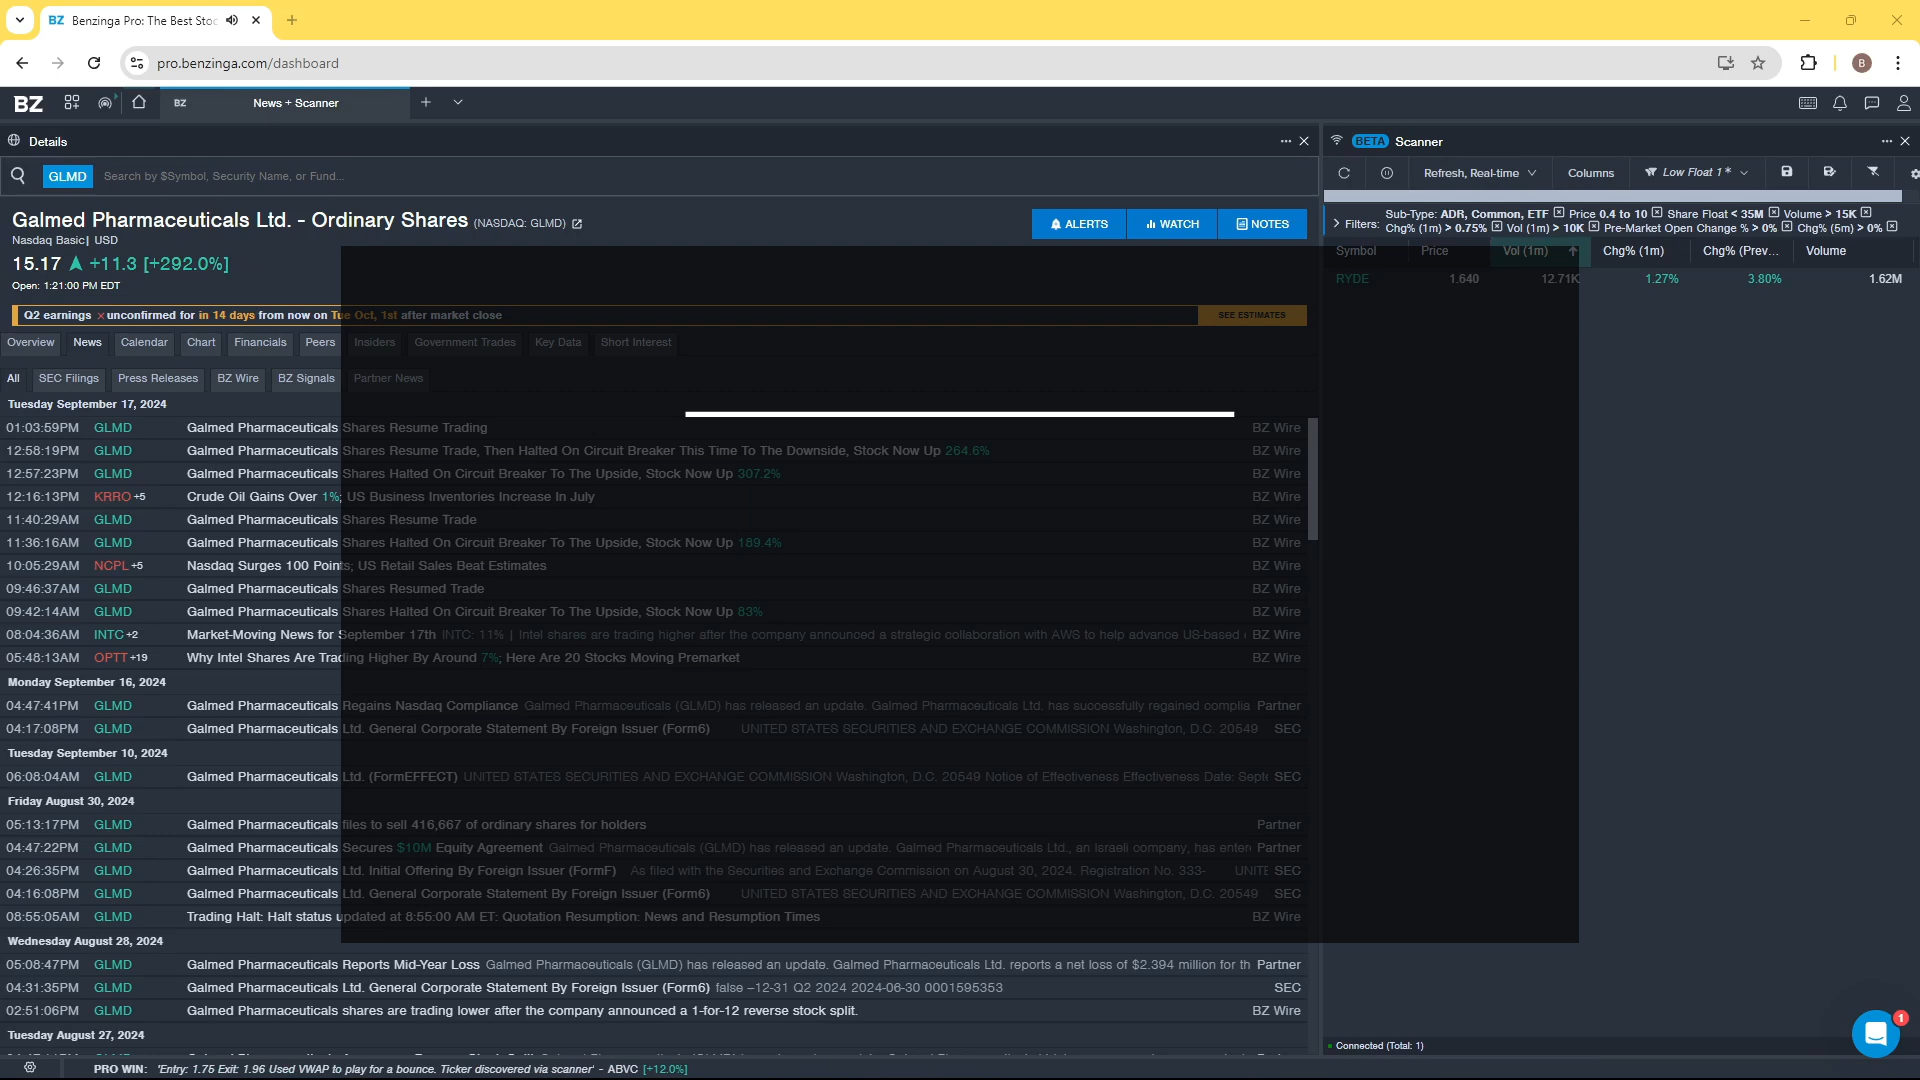 BZ Benzinga Pro: The Best Stoc
pro.benzinga.com/dashboard
B
BZ
BZ News + Scanner
Details
GLMD Search by $Symbol, Security Name, or Fund...
Galmed Pharmaceuticals Ltd. - Ordinary Shares (NASDAQ: GLMD)
ALERTS WATCH NOTES
Nasdaq Basic| USD
15.17 +11.3 [+292.0%]
Open: 1:21:00 PM EDT
Q2 earnings × unconfirmed for in 14 days from now on Tue Oct, 1st after market close SEE ESTIMATES
Overview News Calendar Chart Financials Peers Insiders Government Trades Key Data Short Interest
All SEC Filings Press Releases BZ Wire BZ Signals Partner News
Tuesday September 17, 2024
01:03:59PM GLMD Galmed Pharmaceuticals Shares Resume Trading BZ Wire
12:58:19PM GLMD Galmed Pharmaceuticals Shares Resume Trade, Then Halted On Circuit Breaker This Time To The Downside, Stock Now Up 264.6% BZ Wire
12:57:23PM GLMD Galmed Pharmaceuticals Shares Halted On Circuit Breaker To The Upside, Stock Now Up 307.2% BZ Wire
12:16:13PM KRRO +5 Crude Oil Gains Over 1%; US Business Inventories Increase In July BZ Wire
11:40:29AM GLMD Galmed Pharmaceuticals Shares Resume Trade BZ Wire
11:36:16AM GLMD Galmed Pharmaceuticals Shares Halted On Circuit Breaker To The Upside, Stock Now Up 189.4% BZ Wire
10:05:29AM NCPL +5 Nasdaq Surges 100 Points; US Retail Sales Beat Estimates BZ Wire
09:46:37AM GLMD Galmed Pharmaceuticals Shares Resumed Trade BZ Wire
09:42:14AM GLMD Galmed Pharmaceuticals Shares Halted On Circuit Breaker To The Upside, Stock Now Up 83% BZ Wire
08:04:36AM INTC +2 Market-Moving News for September 17th INTC: 11% | Intel shares are trading higher after the company announced a strategic collaboration with AWS to help advance US-based BZ Wire
05:48:13AM OPTT +19 Why Intel Shares Are Trading Higher By Around 7%; Here Are 20 Stocks Moving Premarket BZ Wire
Monday September 16, 2024
04:47:41PM GLMD Galmed Pharmaceuticals Regains Nasdaq Compliance Galmed Pharmaceuticals (GLMD) has released an update. Galmed Pharmaceuticals Ltd. has successfully regained complia Partner
04:17:08PM GLMD Galmed Pharmaceuticals Ltd. General Corporate Statement By Foreign Issuer (Form6) UNITED STATES SECURITIES AND EXCHANGE COMMISSION Washington, D.C. 20549 SEC
Tuesday September 10, 2024
06:08:04AM GLMD Galmed Pharmaceuticals Ltd. (FormEFFECT) UNITED STATES SECURITIES AND EXCHANGE COMMISSION Washington, D.C. 20549 Notice of Effectiveness Effectiveness Date: Septe SEC
Friday August 30, 2024
05:13:17PM GLMD Galmed Pharmaceuticals files to sell 416,667 of ordinary shares for holders Partner
04:47:22PM GLMD Galmed Pharmaceuticals Secures $10M Equity Agreement Galmed Pharmaceuticals (GLMD) has released an update. Galmed Pharmaceuticals Ltd., an Israeli company, has entere Partner
04:26:35PM GLMD Galmed Pharmaceuticals Ltd. Initial Offering By Foreign Issuer (FormF) As filed with the Securities and Exchange Commission on August 30, 2024. Registration No. 333- UNITE SEC
04:16:08PM GLMD Galmed Pharmaceuticals Ltd. General Corporate Statement By Foreign Issuer (Form6) UNITED STATES SECURITIES AND EXCHANGE COMMISSION Washington, D.C. 20549 SEC
08:55:05AM GLMD Trading Halt: Halt status updated at 8:55:00 AM ET: Quotation Resumption: News and Resumption Times BZ Wire
Wednesday August 28, 2024
05:08:47PM GLMD Galmed Pharmaceuticals Reports Mid-Year Loss Galmed Pharmaceuticals (GLMD) has released an update. Galmed Pharmaceuticals Ltd. reports a net loss of $2.394 million for th Partner
04:31:35PM GLMD Galmed Pharmaceuticals Ltd. General Corporate Statement By Foreign Issuer (Form6) false --12-31 Q2 2024 2024-06-30 0001595353 SEC
02:51:06PM GLMD Galmed Pharmaceuticals shares are trading lower after the company announced a 1-for-12 reverse stock split. BZ Wire
Tuesday August 27, 2024
BETA Scanner
Refresh, Real-time Columns Low Float 1 *
Filters: Sub-Type: ADR, Common, ETF Price 0.4 to 10 Share Float < 35M Volume > 15K
Chg% (1m) > 0.75% Vol (1m) > 10K Pre-Market Open Change % > 0% Chg% (5m) > 0%
Symbol Price Vol (1m) Chg% (1m) Chg% (Prev... Volume
RYDE 1.640 12.71K 1.27% 3.80% 1.62M
Connected (Total: 1)
1
PRO WIN: 'Entry: 1.75 Exit: 1.96 Used VWAP to play for a bounce. Ticker discovered via scanner' - ABVC [+12.0%]